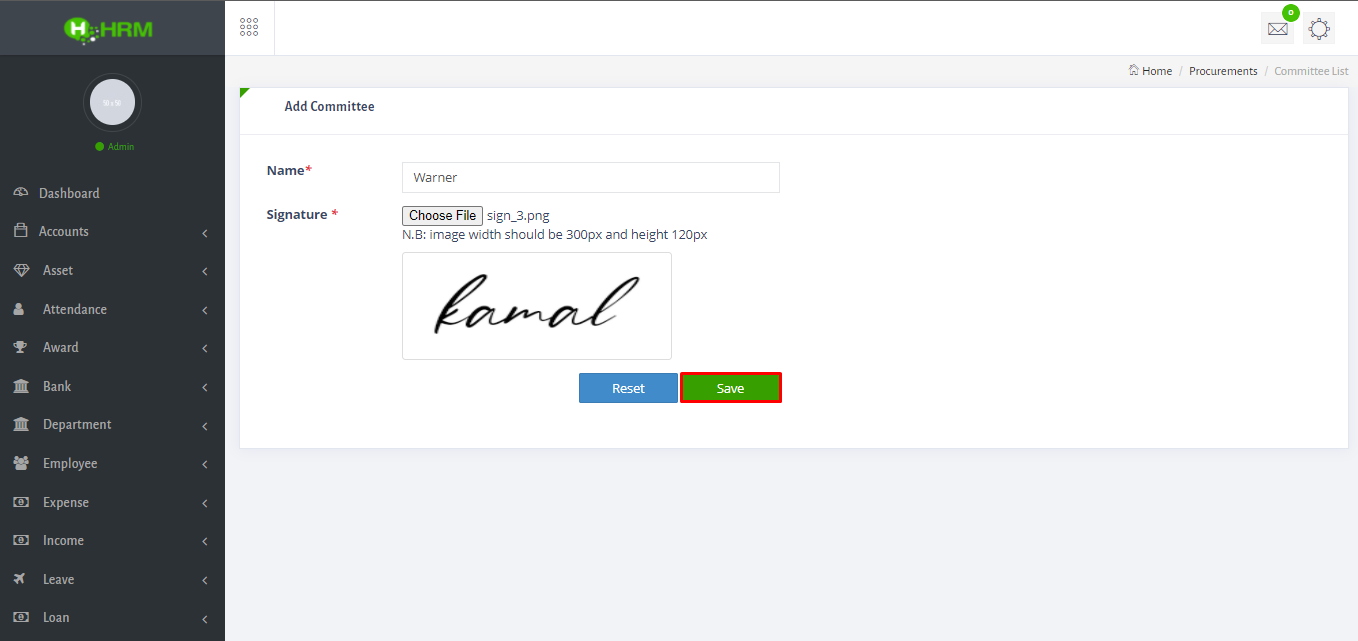 HRM
0
Home / Procurements / Committee List
Add Committee
Admin
Name*
Warner
Signature *
Choose File sign_3.png
N.B: image width should be 300px and height 120px
kamal
Reset
Save
Dashboard
Accounts
Asset
Attendance
Award
Bank
Department
Employee
Expense
Income
Leave
Loan